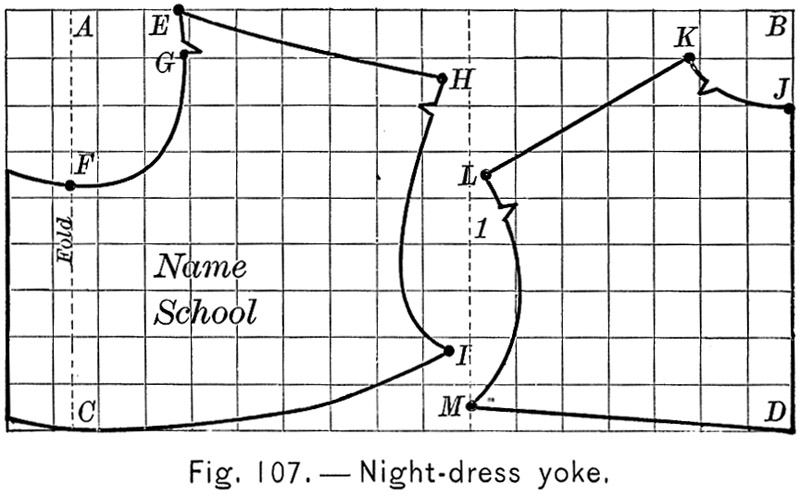 A
E
B
K
G
H
J
F
L
Fold
1
Name
School
I
C
M
D
Fig. 107. — Night-dress yoke.